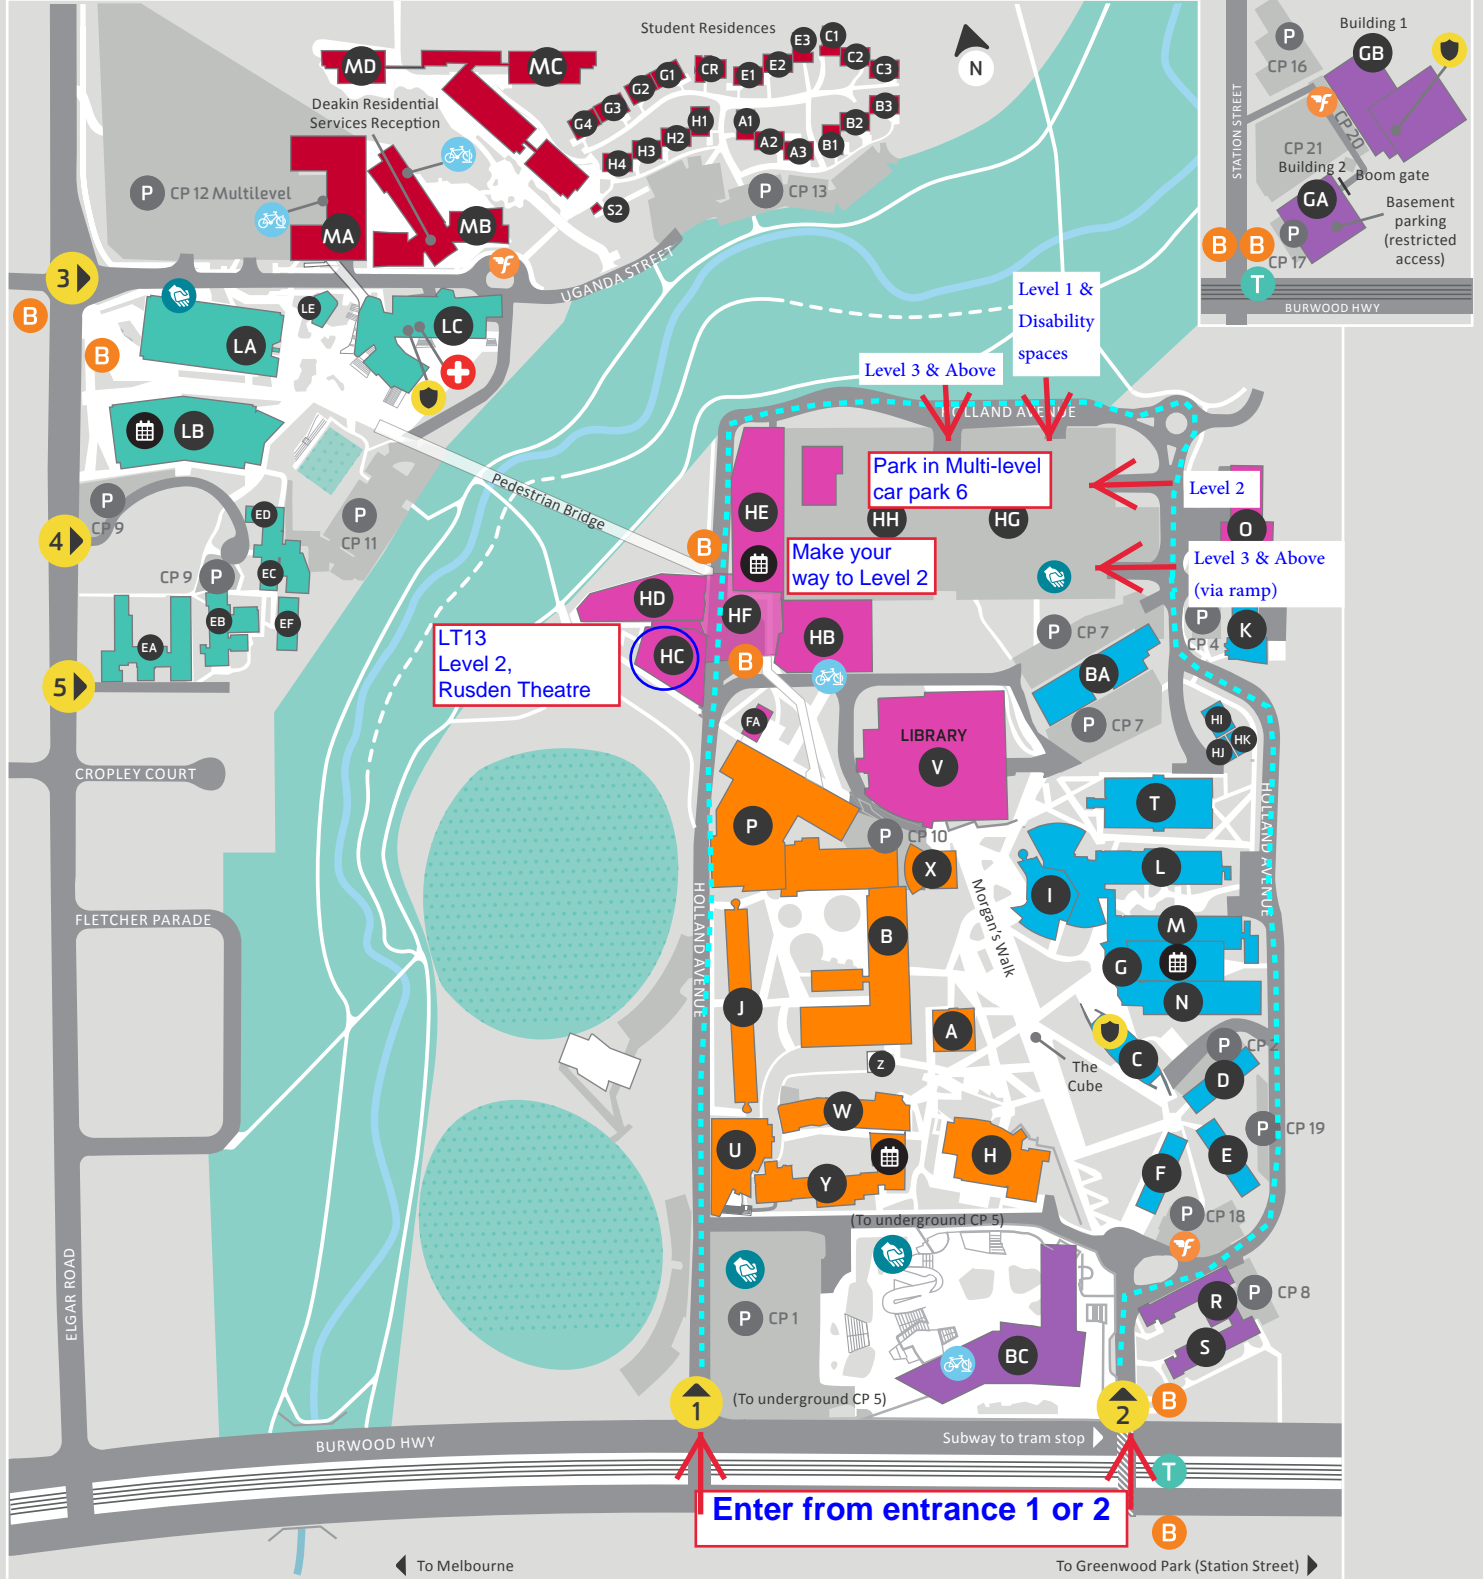 Student Residences
N
MD
MC
Deakin Residential
Services Reception
G4
G3
G2
G1
CR
E1
E2
E3
C1
C2
C3
B3
B2
B1
A3
A2
A1
H1
H2
H3
H4
S2
P
CP 12 Multilevel
MA
MB
P
CP 13
UGANDA STREET
Building 1
GB
P
CP 16
STATION STREET
CP 20
CP 21
Building 2
Boom gate
GA
Basement
parking
(restricted
access)
P
CP 17
B
B
T
BURWOOD HWY
3
B
B
LA
LE
LC
LB
P
CP 9
4
ED
P
CP 11
CP 9
P
EC
EB
EF
EA
5
Pedestrian Bridge
Level 1 &
Disability
spaces
Level 3 & Above
HOLLAND AVENUE
Park in Multi-level
car park 6
Level 2
HE
HH
HG
O
B
Make your
way to Level 2
Level 3 & Above
(via ramp)
HD
HF
HB
P
CP 7
P
CP 4
K
LT13
Level 2,
Rusden Theatre
HC
B
BA
P
CP 7
FA
LIBRARY
V
HI
HK
HJ
CROPLEY COURT
T
HOLLAND AVENUE
P
P
CP 10
X
L
I
HOLLAND AVENUE
Morgan's Walk
FLETCHER PARADE
B
M
G
N
J
A
The
Cube
C
P
CP 2
D
Z
W
P
CP 19
U
H
E
F
Y
P
CP 18
(To underground CP 5)
ELGAR ROAD
P
CP 1
R
P
CP 8
S
BC
1
(To underground CP 5)
2
B
BURWOOD HWY
Subway to tram stop
T
Enter from entrance 1 or 2
B
To Melbourne
To Greenwood Park (Station Street)